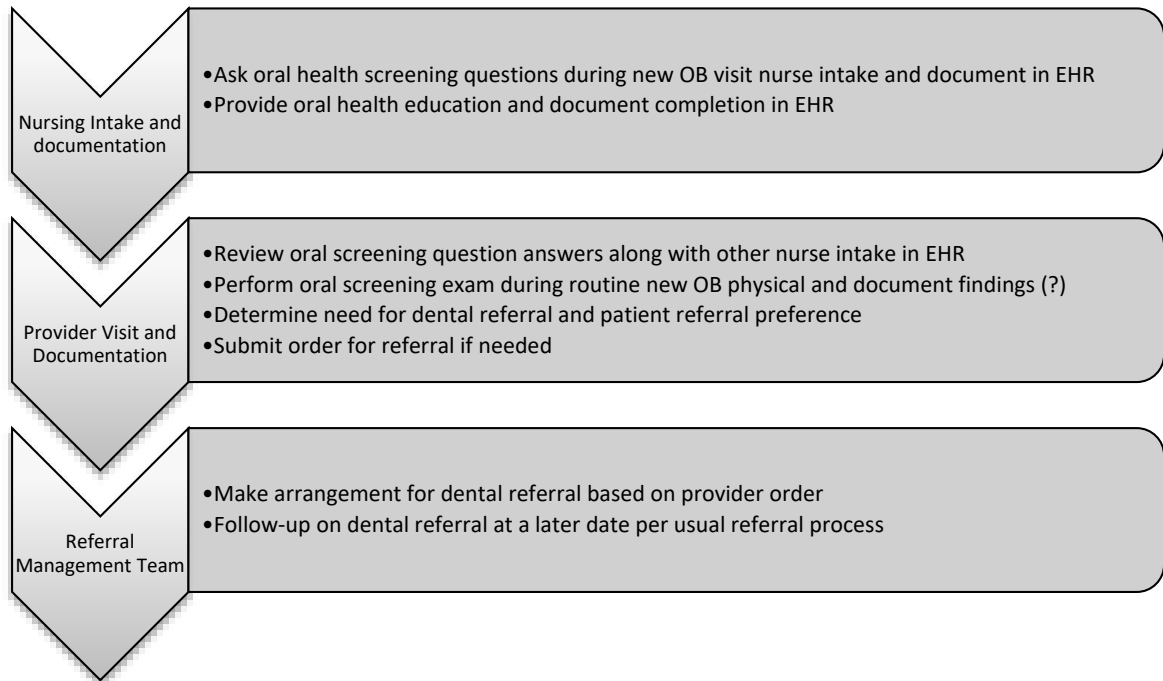 Nursing Intake and
documentation
•Ask oral health screening questions during new OB visit nurse intake and document in EHR
•Provide oral health education and document completion in EHR
Provider Visit and
Documentation
•Review oral screening question answers along with other nurse intake in EHR
•Perform oral screening exam during routine new OB physical and document findings (?)
•Determine need for dental referral and patient referral preference
•Submit order for referral if needed
Referral
Management Team
•Make arrangement for dental referral based on provider order
•Follow-up on dental referral at a later date per usual referral process